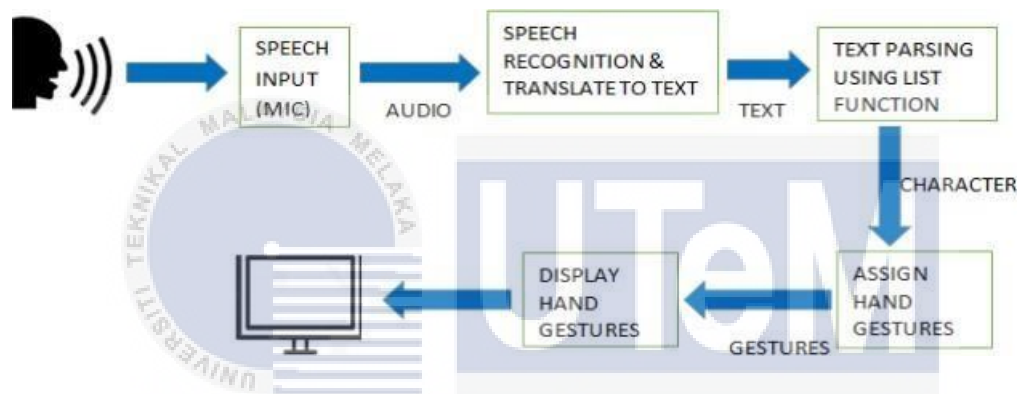 SPEECH
INPUT
(MIC)
AUDIO
SPEECH
RECOGNITION &
TRANSLATE TO TEXT
TEXT
TEXT PARSING
USING LIST
FUNCTION
CHARACTER
ASSIGN
HAND
GESTURES
GESTURES
DISPLAY
HAND
GESTURES
UNIVERSITI TEKNIKAL MALAYSIA MELAKA
UTeM